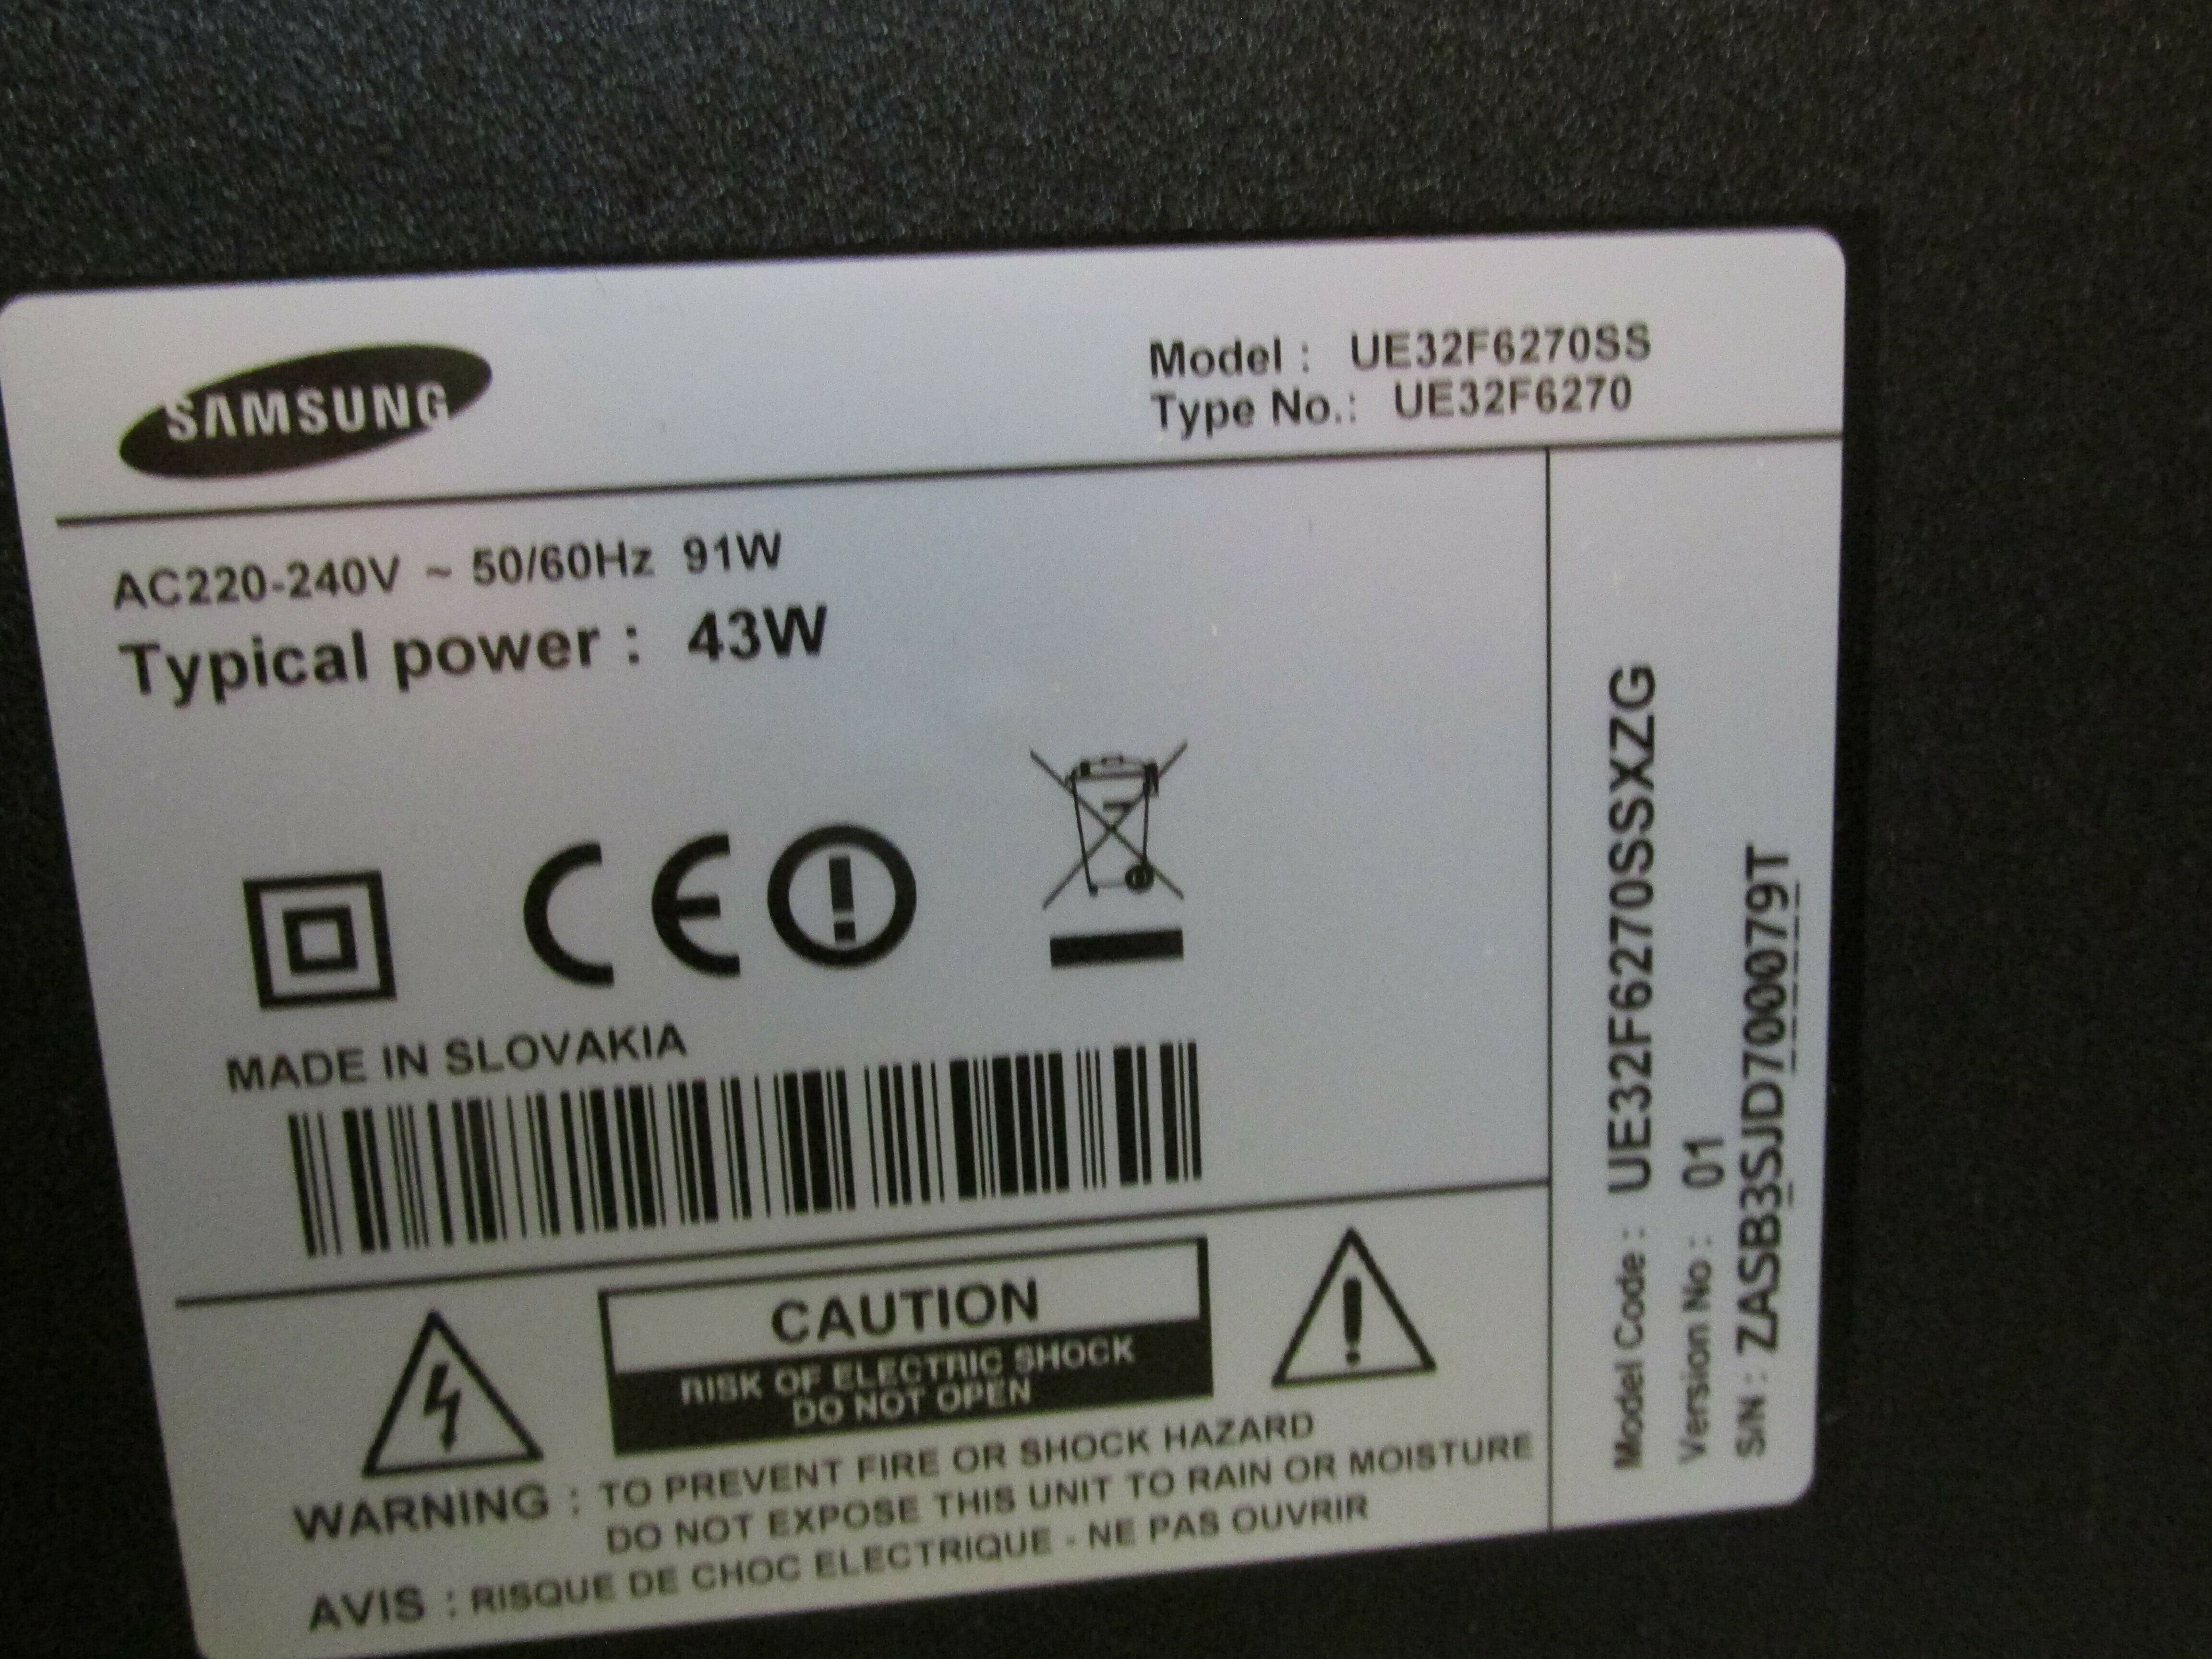 SAMSUNG
Model : UE32F6270SS
Type No.: UE32F6270
AC220-240V ~ 50/60Hz 91W
Typical power : 43W
CE
MADE IN SLOVAKIA
CAUTION
RISK OF ELECTRIC SHOCK
DO NOT OPEN
WARNING : TO PREVENT FIRE OR SHOCK HAZARD
DO NOT EXPOSE THIS UNIT TO RAIN OR MOISTURE
AVIS : RISQUE DE CHOC ELECTRIQUE - NE PAS OUVRIR
Model Code : UE32F6270SSXZG
Version No : 01
S/N : ZASB3SJD700079T